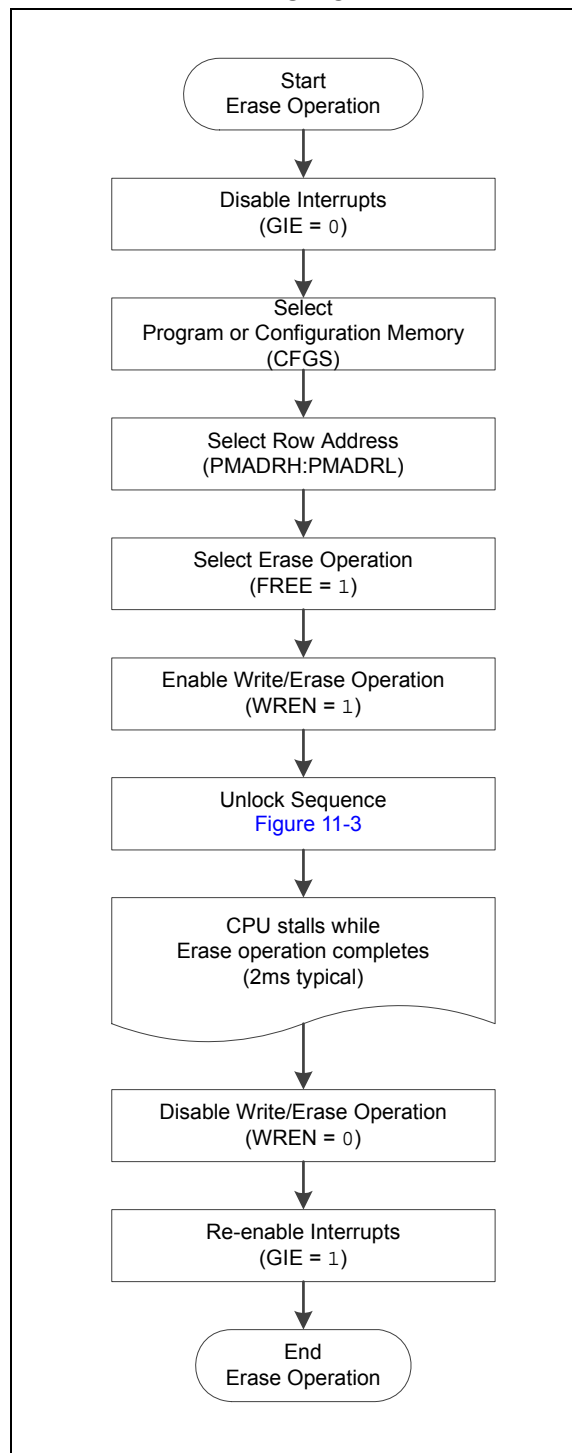 Start
Erase Operation
Disable Interrupts
(GIE = 0)
Select
Program or Configuration Memory
(CFGS)
Select Row Address
(PMADRH:PMADRL)
Select Erase Operation
(FREE = 1)
Enable Write/Erase Operation
(WREN = 1)
Unlock Sequence
Figure 11-3
CPU stalls while
Erase operation completes
(2ms typical)
Disable Write/Erase Operation
(WREN = 0)
Re-enable Interrupts
(GIE = 1)
End
Erase Operation